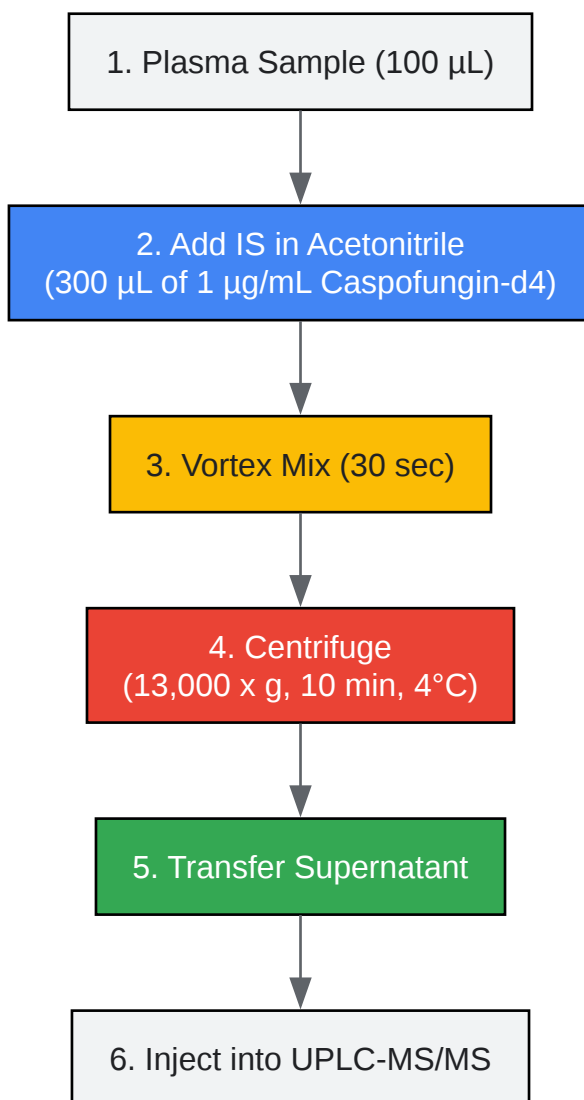 1. Plasma Sample (100 µL)
2. Add IS in Acetonitrile
(300 µL of 1 µg/mL Caspofungin-d4)
3. Vortex Mix (30 sec)
4. Centrifuge
(13,000 x g, 10 min, 4°C)
5. Transfer Supernatant
6. Inject into UPLC-MS/MS